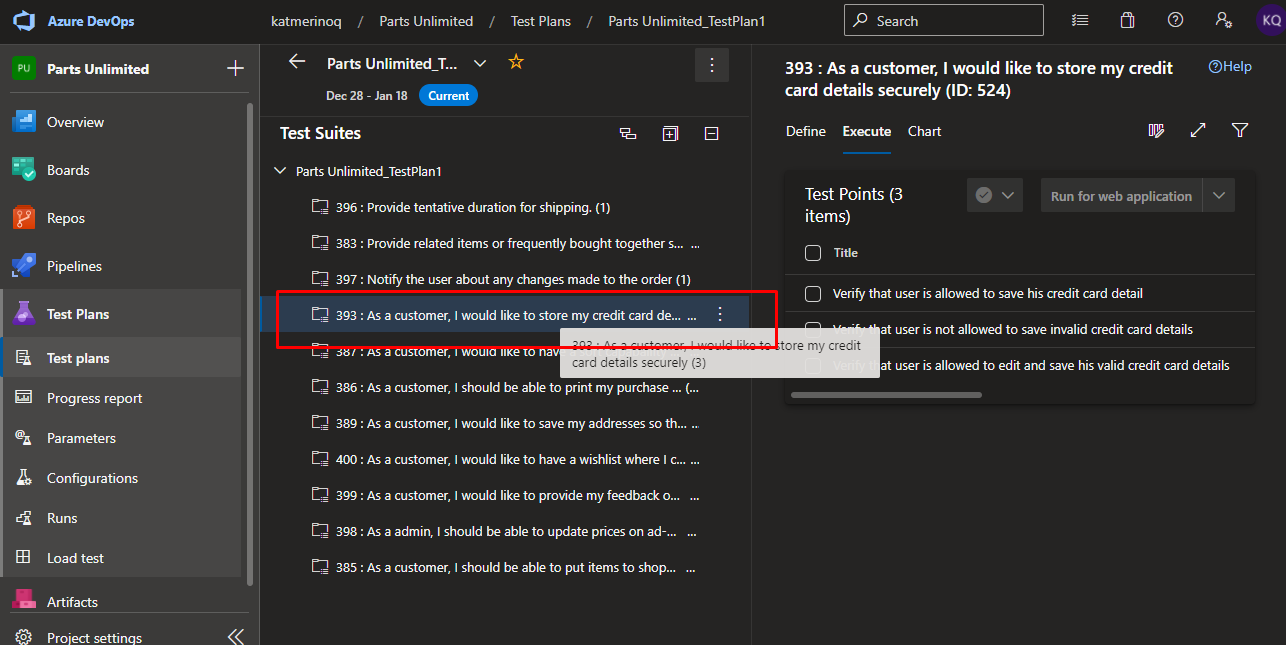 Azure DevOps
katmerinoq / Parts Unlimited / Test Plans / Parts Unlimited_TestPlan1
Search
KQ
PU Parts Unlimited
Overview
Boards
Repos
Pipelines
Test Plans
Test plans
Progress report
Parameters
Configurations
Runs
Load test
Artifacts
Project settings
Parts Unlimited_T...
Dec 28 - Jan 18 Current
Test Suites
Parts Unlimited_TestPlan1
396 : Provide tentative duration for shipping. (1)
383 : Provide related items or frequently bought together s... ...
397 : Notify the user about any changes made to the order (1)
393 : As a customer, I would like to store my credit card de... ...
393 : As a customer, I would like to store my credit
card details securely (3)
387 : As a customer, I would like to have
386 : As a customer, I should be able to print my purchase ... (...
389 : As a customer, I would like to save my addresses so th... ...
400 : As a customer, I would like to have a wishlist where I c... ...
399 : As a customer, I would like to provide my feedback o... ...
398 : As a admin, I should be able to update prices on ad-... ...
385 : As a customer, I should be able to put items to shop... ...
393 : As a customer, I would like to store my credit
card details securely (ID: 524)
Help
Define Execute Chart
Test Points (3
items)
Run for web application
Title
Verify that user is allowed to save his credit card detail
Verify that user is not allowed to save invalid credit card details
Verify that user is allowed to edit and save his valid credit card details